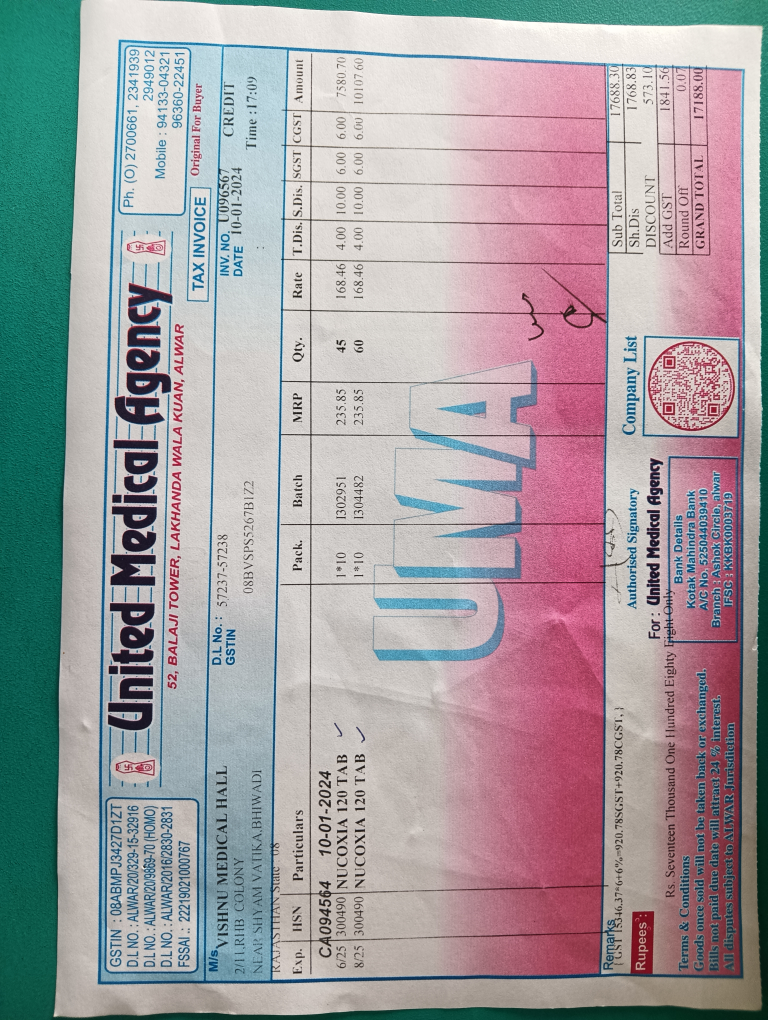 GSTIN : 08ABMPJ3427D1ZT
D.L NO.: ALWAR/20/329-15-32916
D.L NO.: ALWAR/20/9869-70 (HOMO)
D.L NO.: ALWAR/2016/2830-2831
FSSAI : 22219021000767
United Medical Agency
52, BALAJI TOWER, LAKHANDA WALA KUAN, ALWAR
Ph. (O) 2700661, 2341939
2949012
Mobile : 94133-04321
96360-22451
TAX INVOICE Original For Buyer
M/s VISHNU MEDICAL HALL
2/11,RHB COLONY
NEAR SHYAM VATIKA,BHIWADI
RAJASTHAN State 08
D.L No.: 57237-57238
GSTIN 08BVSPS5267B1Z2
INV. NO. U096567 CREDIT
DATE 10-01-2024
: Time :17:09
Exp. HSN Particulars Pack. Batch MRP Qty. Rate T.Dis. S.Dis. SGST CGST Amount
CA094564 10-01-2024
6/25 300490 NUCOXIA 120 TAB 1*10 1302951 235.85 45 168.46 4.00 10.00 6.00 6.00 7580.70
8/25 300490 NUCOXIA 120 TAB 1*10 1304482 235.85 60 168.46 4.00 10.00 6.00 6.00 10107.60
UMA
Remarks
{ GST 15346.37*6+6%=920.78SGST+920.78CGST, }
Rupees: Rs. Seventeen Thousand One Hundred Eighty Eight Only
Terms & Conditions
Goods once sold will not be taken back or exchanged.
Bills not paid due date will attract 24 % interest.
All disputes subject to ALWAR Jurisdiction
Authorised Signatory
For : United Medical Agency
Bank Details
Kotak Mahindra Bank
A/C No. 525044039410
Branch : Ashok Circle, alwar
IFSC : KKBK0003719
Company List
Sub Total 17688.30
Sh.Dis 1768.83
DISCOUNT 573.10
Add GST 1841.56
Round Off 0.07
GRAND TOTAL 17188.00